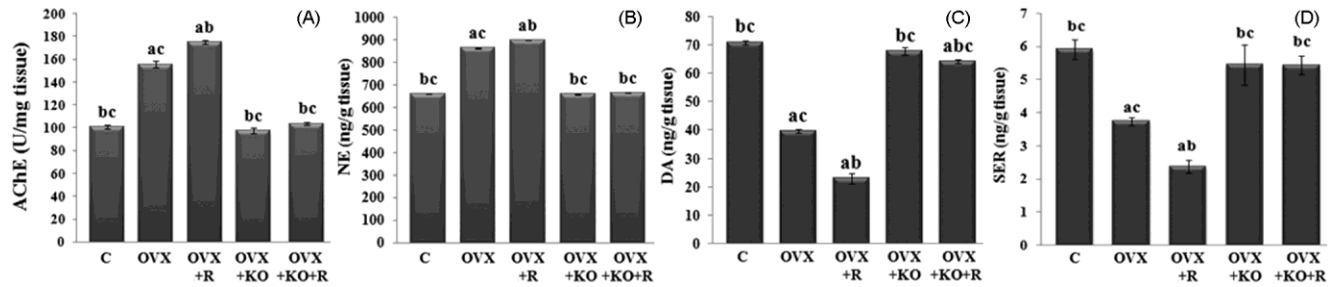 (A)
AChE (U/mg tissue)
200
180
160
140
120
100
80
60
40
20
0
bc
ac
ab
bc
bc
C
OVX
OVX
+R
OVX
+KO
OVX
+KO+R
(B)
NE (ng/g tissue)
1000
900
800
700
600
500
400
300
200
100
0
bc
ac
ab
bc
bc
C
OVX
OVX
+R
OVX
+KO
OVX
+KO+R
(C)
DA (ng/g tissue)
80
70
60
50
40
30
20
10
0
bc
ac
ab
bc
abc
C
OVX
OVX
+R
OVX
+KO
OVX
+KO+R
(D)
SER (ng/g tissue)
7
6
5
4
3
2
1
0
bc
ac
ab
bc
bc
C
OVX
OVX
+R
OVX
+KO
OVX
+KO+R